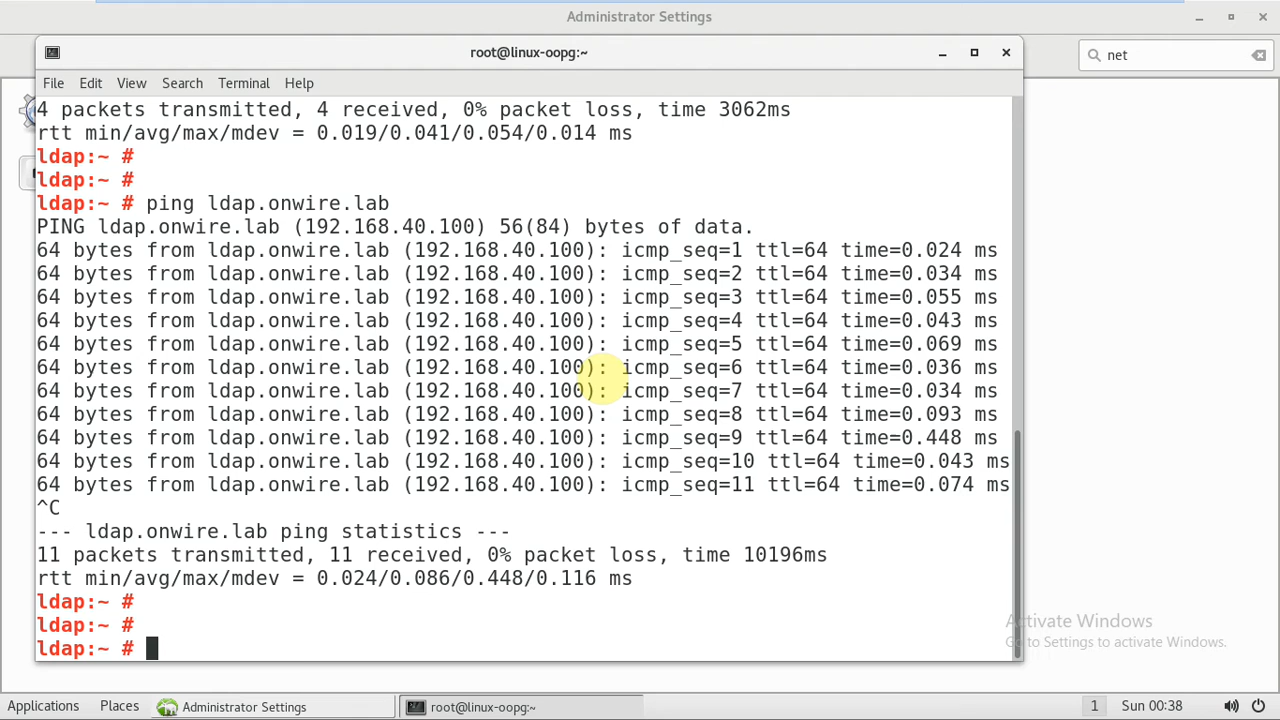 Administrator Settings
root@linux-oopg:~
net
File Edit View Search Terminal Help
4 packets transmitted, 4 received, 0% packet loss, time 3062ms
rtt min/avg/max/mdev = 0.019/0.041/0.054/0.014 ms
ldap:~ #
ldap:~ #
ldap:~ # ping ldap.onwire.lab
PING ldap.onwire.lab (192.168.40.100) 56(84) bytes of data.
64 bytes from ldap.onwire.lab (192.168.40.100): icmp_seq=1 ttl=64 time=0.024 ms
64 bytes from ldap.onwire.lab (192.168.40.100): icmp_seq=2 ttl=64 time=0.034 ms
64 bytes from ldap.onwire.lab (192.168.40.100): icmp_seq=3 ttl=64 time=0.055 ms
64 bytes from ldap.onwire.lab (192.168.40.100): icmp_seq=4 ttl=64 time=0.043 ms
64 bytes from ldap.onwire.lab (192.168.40.100): icmp_seq=5 ttl=64 time=0.069 ms
64 bytes from ldap.onwire.lab (192.168.40.100): icmp_seq=6 ttl=64 time=0.036 ms
64 bytes from ldap.onwire.lab (192.168.40.100): icmp_seq=7 ttl=64 time=0.034 ms
64 bytes from ldap.onwire.lab (192.168.40.100): icmp_seq=8 ttl=64 time=0.093 ms
64 bytes from ldap.onwire.lab (192.168.40.100): icmp_seq=9 ttl=64 time=0.448 ms
64 bytes from ldap.onwire.lab (192.168.40.100): icmp_seq=10 ttl=64 time=0.043 ms
64 bytes from ldap.onwire.lab (192.168.40.100): icmp_seq=11 ttl=64 time=0.074 ms
^C
--- ldap.onwire.lab ping statistics ---
11 packets transmitted, 11 received, 0% packet loss, time 10196ms
rtt min/avg/max/mdev = 0.024/0.086/0.448/0.116 ms
ldap:~ #
ldap:~ #
ldap:~ #
Activate Windows
Go to Settings to activate Windows.
Applications Places Administrator Settings root@linux-oopg:~ 1 Sun 00:38